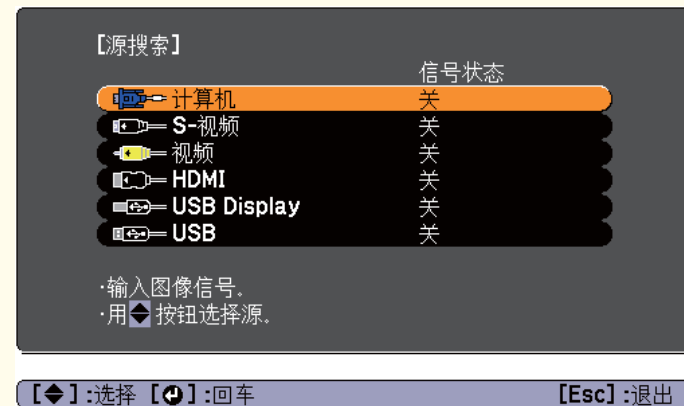 【源搜索】
信号状态
计算机 关
S-视频 关
视频 关
HDMI 关
USB Display 关
USB 关
·输入图像信号。
·用 按钮选择源。
【】:选择 【】:回车 [Esc]:退出